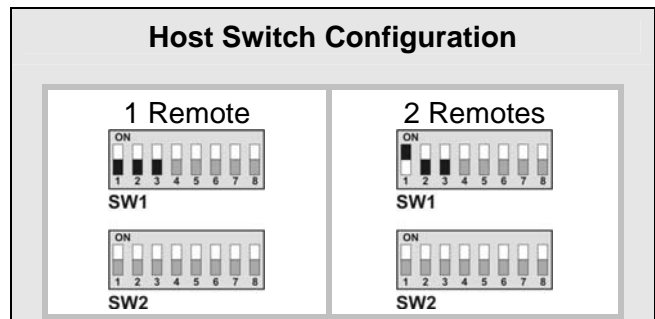 Host Switch Configuration
1 Remote
ON
1 2 3 4 5 6 7 8
SW1
ON
1 2 3 4 5 6 7 8
SW2
2 Remotes
ON
1 2 3 4 5 6 7 8
SW1
ON
1 2 3 4 5 6 7 8
SW2